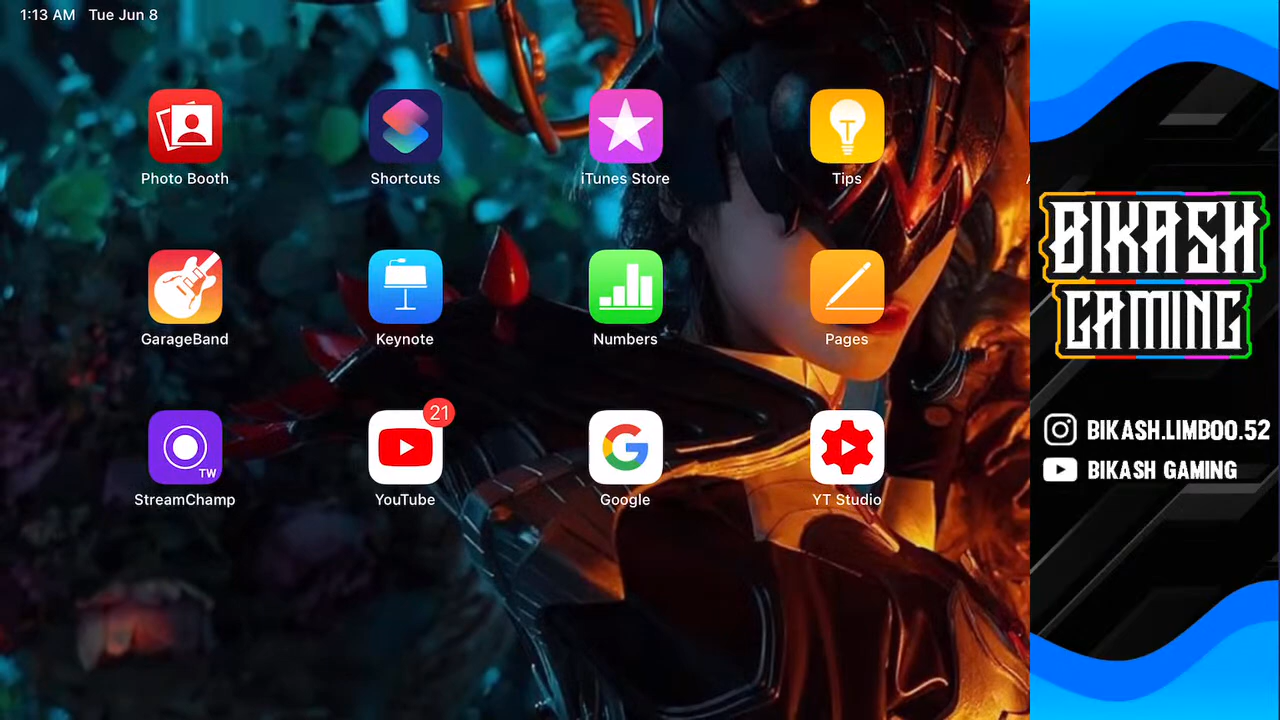 1:13 AM Tue Jun 8
Photo Booth
Shortcuts
iTunes Store
Tips
GarageBand
Keynote
Numbers
Pages
TW
StreamChamp
21
YouTube
Google
YT Studio
BIKASH
GAMING
BIKASH.LIMBOO.52
BIKASH GAMING